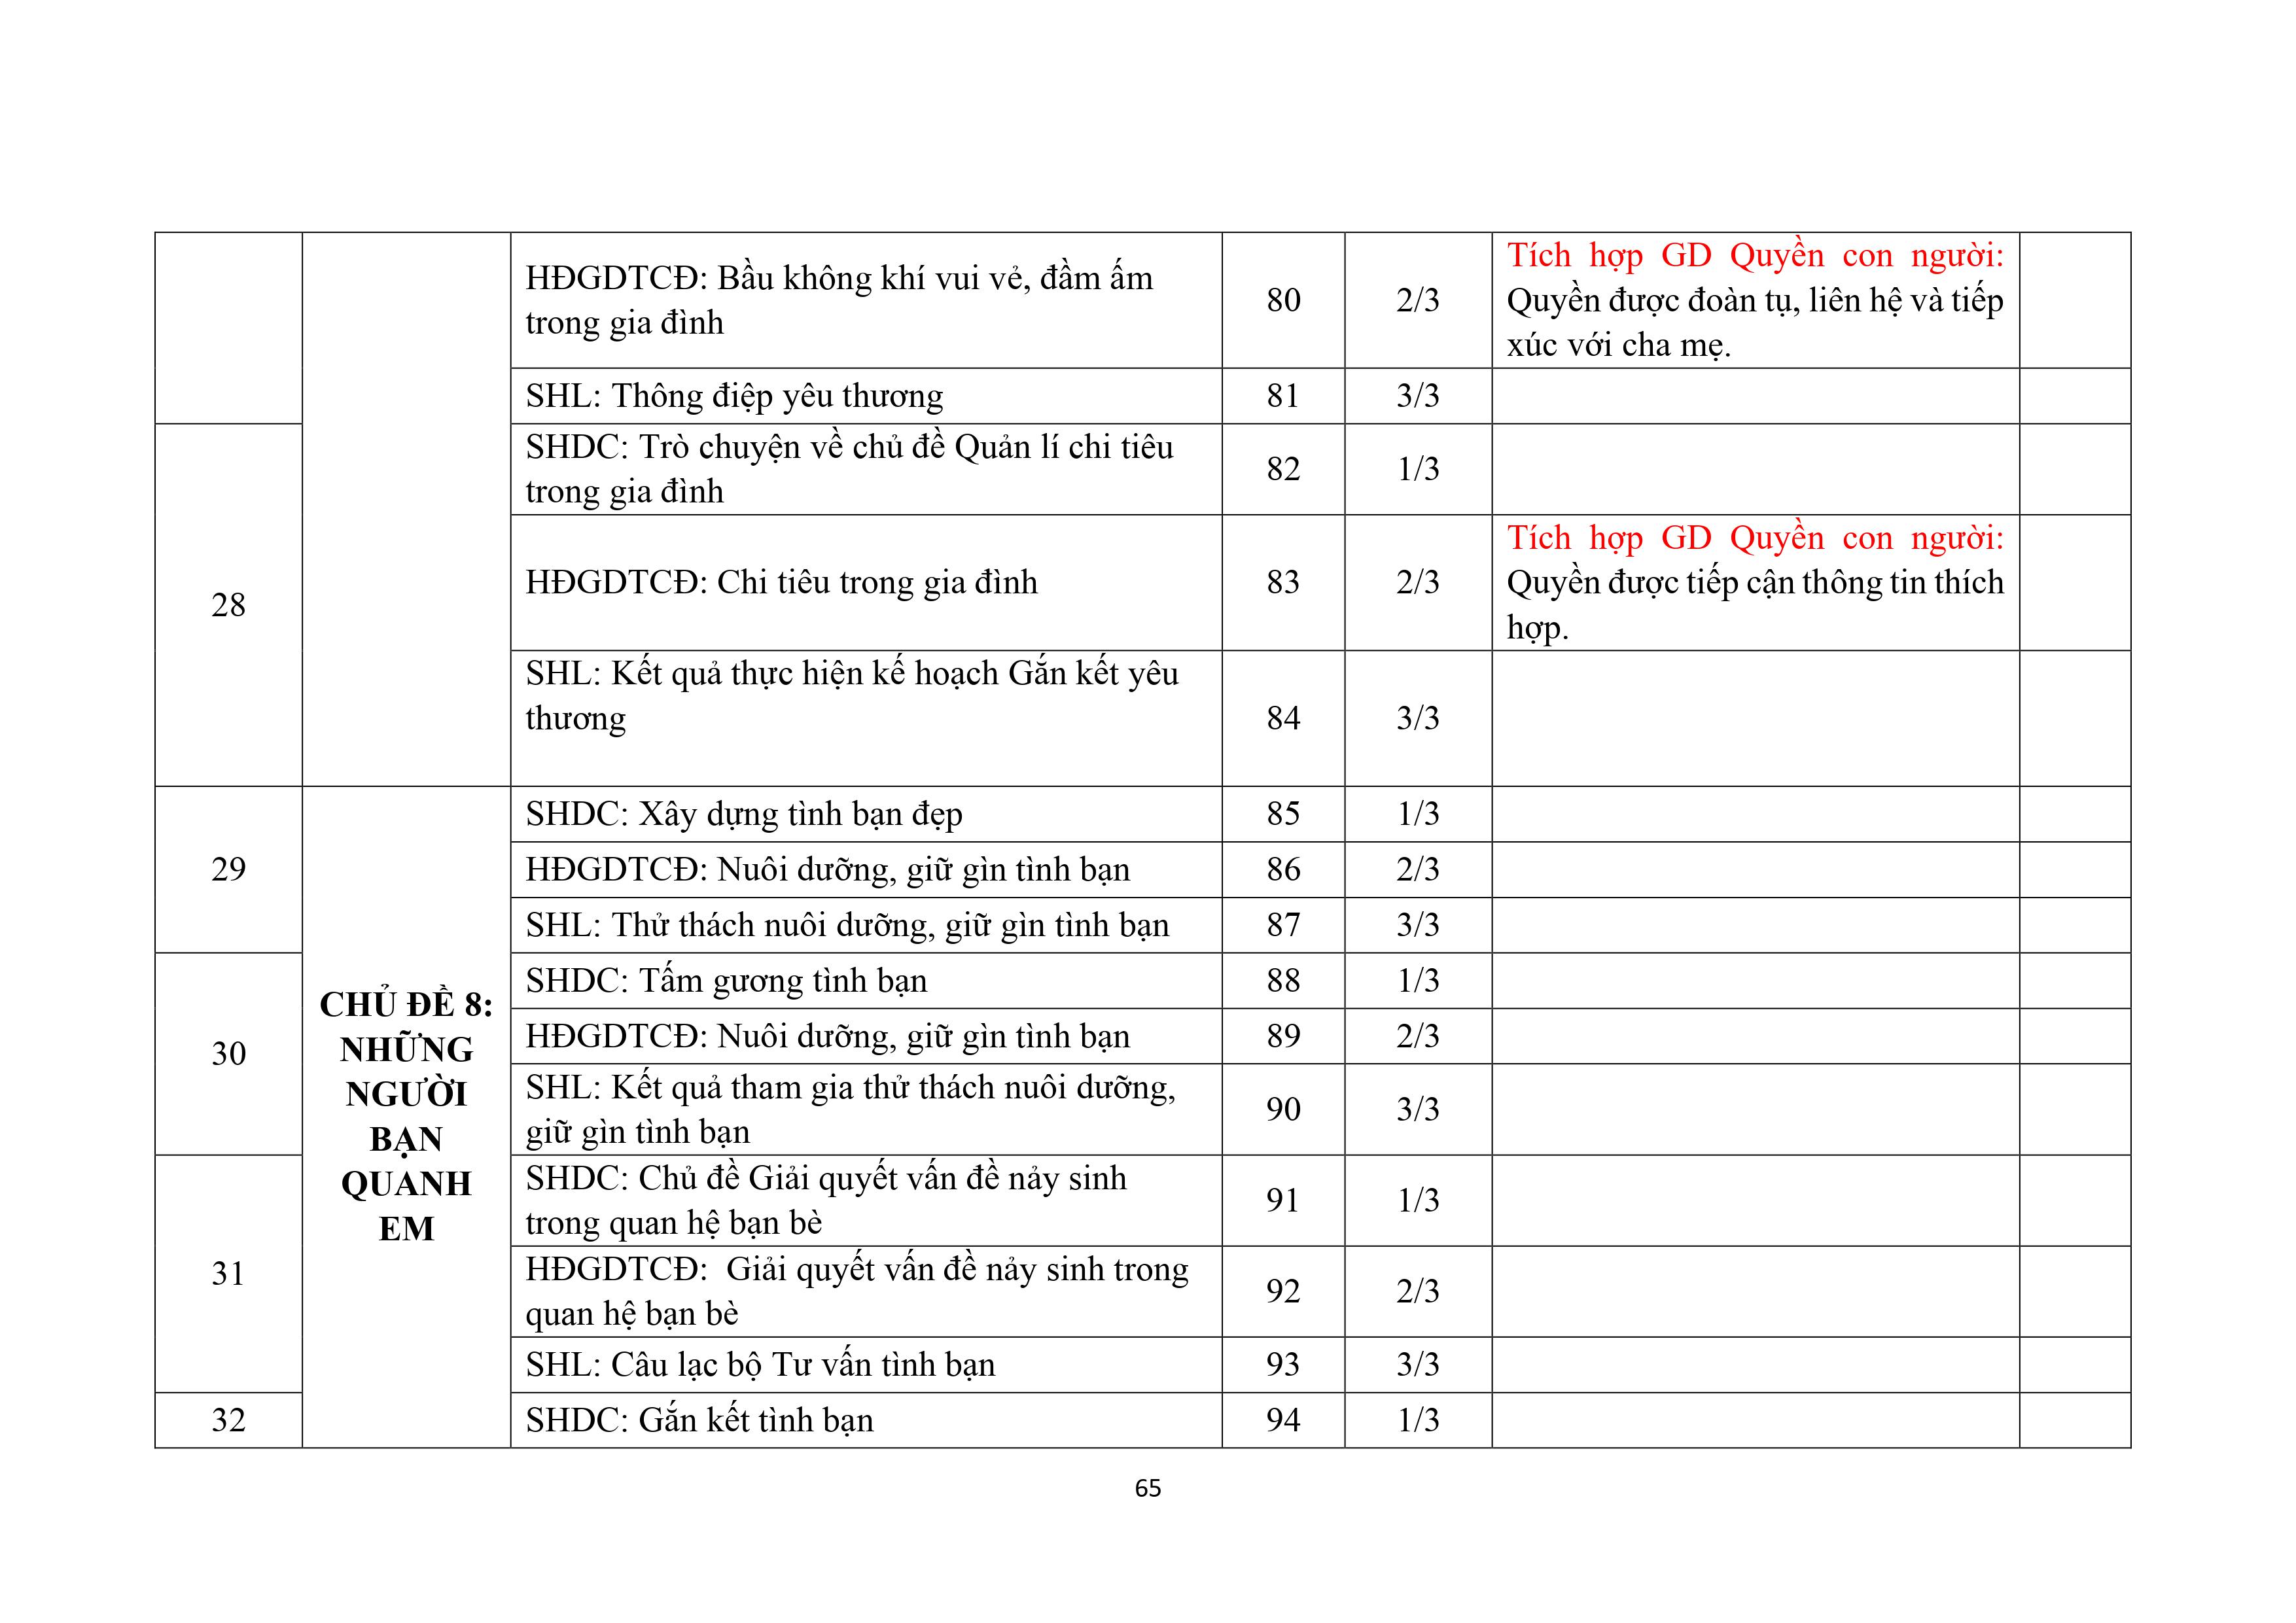 HĐGDTCĐ: Bầu không khí vui vẻ, đầm ấm
trong gia đình
80
2/3
Tích hợp GD Quyền con người:
Quyền được đoàn tụ, liên hệ và tiếp
xúc với cha mẹ.
SHL: Thông điệp yêu thương
81
3/3
28
SHDC: Trò chuyện về chủ đề Quản lí chi tiêu
trong gia đình
82
1/3
HĐGDTCĐ: Chi tiêu trong gia đình
83
2/3
Tích hợp GD Quyền con người:
Quyền được tiếp cận thông tin thích
hợp.
SHL: Kết quả thực hiện kế hoạch Gắn kết yêu
thương
84
3/3
29
CHỦ ĐỀ 8:
NHỮNG
NGƯỜI
BẠN
QUANH
EM
SHDC: Xây dựng tình bạn đẹp
85
1/3
HĐGDTCĐ: Nuôi dưỡng, giữ gìn tình bạn
86
2/3
SHL: Thử thách nuôi dưỡng, giữ gìn tình bạn
87
3/3
30
SHDC: Tấm gương tình bạn
88
1/3
HĐGDTCĐ: Nuôi dưỡng, giữ gìn tình bạn
89
2/3
SHL: Kết quả tham gia thử thách nuôi dưỡng,
giữ gìn tình bạn
90
3/3
31
SHDC: Chủ đề Giải quyết vấn đề nảy sinh
trong quan hệ bạn bè
91
1/3
HĐGDTCĐ:  Giải quyết vấn đề nảy sinh trong
quan hệ bạn bè
92
2/3
SHL: Câu lạc bộ Tư vấn tình bạn
93
3/3
32
SHDC: Gắn kết tình bạn
94
1/3
65